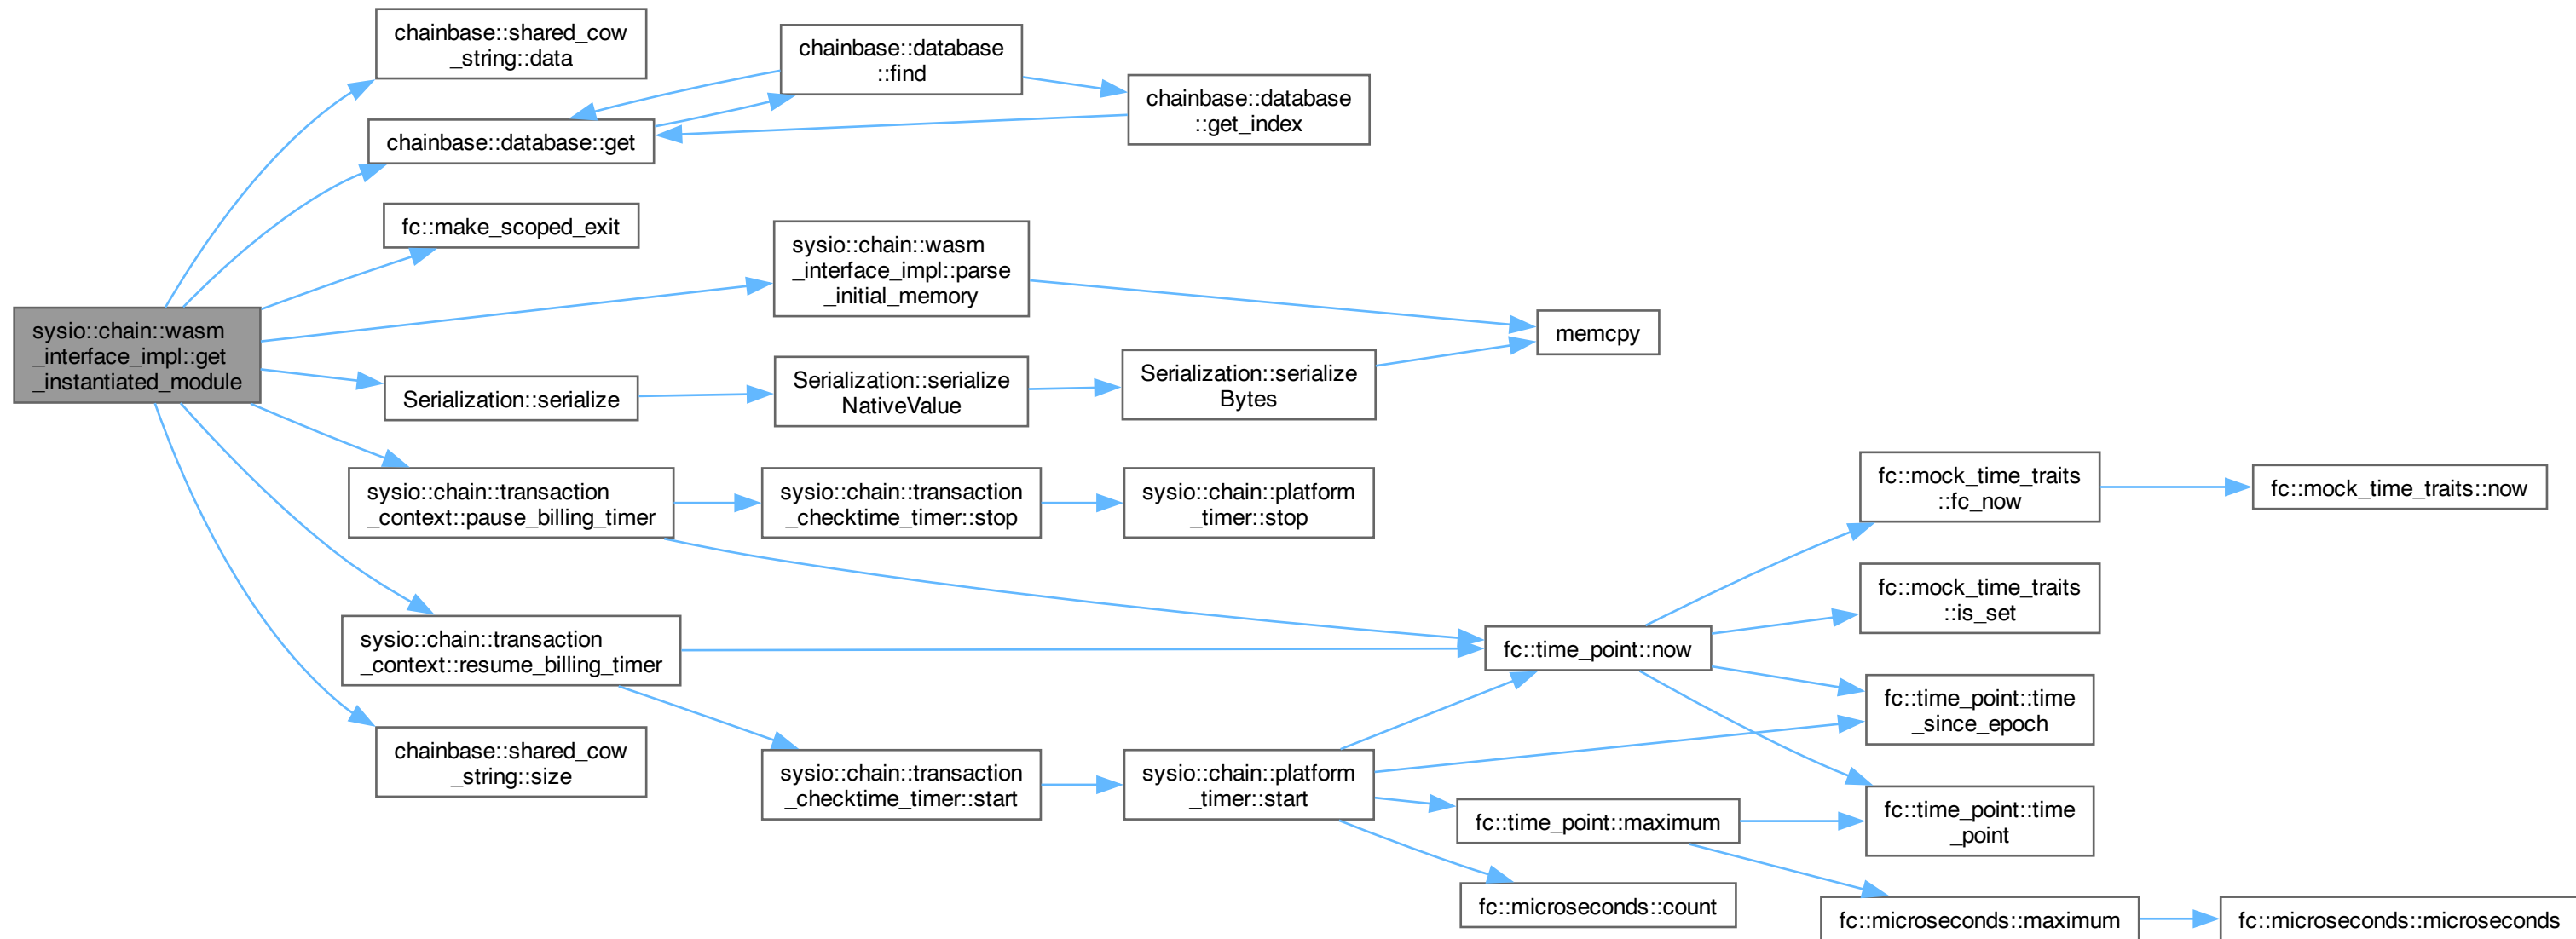 sysio::chain::wasm
_interface_impl::get
_instantiated_module
chainbase::shared_cow
_string::data
chainbase::database::get
chainbase::database
::find
chainbase::database
::get_index
fc::make_scoped_exit
sysio::chain::wasm
_interface_impl::parse
_initial_memory
memcpy
Serialization::serialize
Serialization::serialize
NativeValue
Serialization::serialize
Bytes
sysio::chain::transaction
_context::pause_billing_timer
sysio::chain::transaction
_checktime_timer::stop
sysio::chain::platform
_timer::stop
sysio::chain::transaction
_context::resume_billing_timer
fc::time_point::now
fc::mock_time_traits
::fc_now
fc::mock_time_traits::now
fc::mock_time_traits
::is_set
fc::time_point::time
_since_epoch
fc::time_point::time
_point
chainbase::shared_cow
_string::size
sysio::chain::transaction
_checktime_timer::start
sysio::chain::platform
_timer::start
fc::time_point::maximum
fc::microseconds::count
fc::microseconds::maximum
fc::microseconds::microseconds